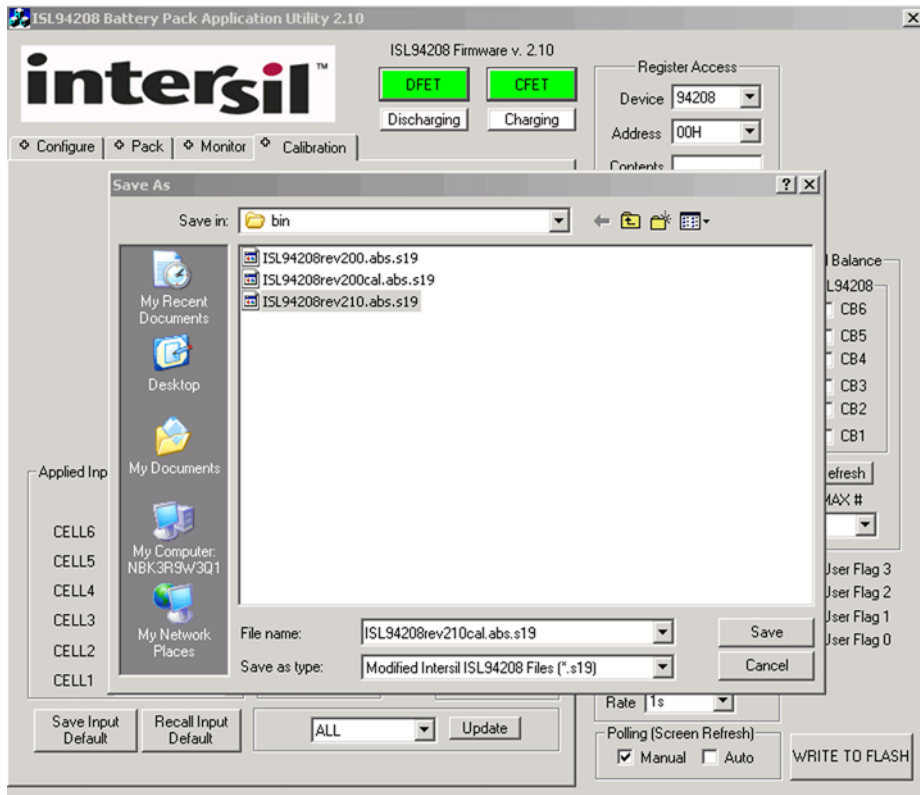 ISL94208 Battery Pack Application Utility 2.10
intersil™
ISL94208 Firmware v. 2.10
DFET
CFET
Discharging
Charging
Register Access
Device 94208
Address 00H
Contents
Configure
Pack
Monitor
Calibration
Save As
Save in: bin
My Recent
Documents
Desktop
My Documents
My Computer:
NBK3R9W3Q1
My Network
Places
ISL94208rev200.abs.s19
ISL94208rev200cal.abs.s19
ISL94208rev210.abs.s19
File name: ISL94208rev210cal.abs.s19
Save
Save as type: Modified Intersil ISL94208 Files (*.s19)
Cancel
Balance
L94208
CB6
CB5
CB4
CB3
CB2
CB1
efresh
MAX #
User Flag 3
User Flag 2
User Flag 1
User Flag 0
Applied Inp
CELL6
CELL5
CELL4
CELL3
CELL2
CELL1
Save Input
Default
Recall Input
Default
ALL
Update
Rate 1s
Polling (Screen Refresh)
Manual
Auto
WRITE TO FLASH